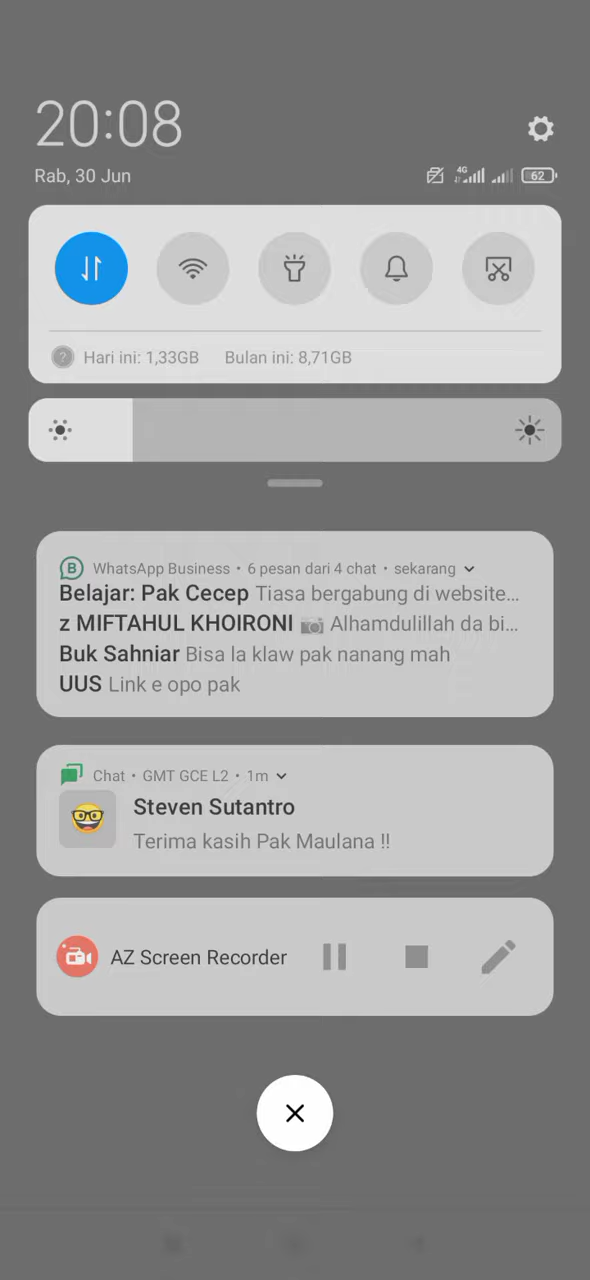 20:08
Rab, 30 Jun
4G
62
Hari ini: 1,33GB Bulan ini: 8,71GB
WhatsApp Business • 6 pesan dari 4 chat • sekarang
Belajar: Pak Cecep Tiasa bergabung di website...
z MIFTAHUL KHOIRONI 📷 Alhamdulillah da bi...
Buk Sahniar Bisa la klaw pak nanang mah
UUS Link e opo pak
Chat • GMT GCE L2 • 1m
Steven Sutantro
Terima kasih Pak Maulana !!
AZ Screen Recorder